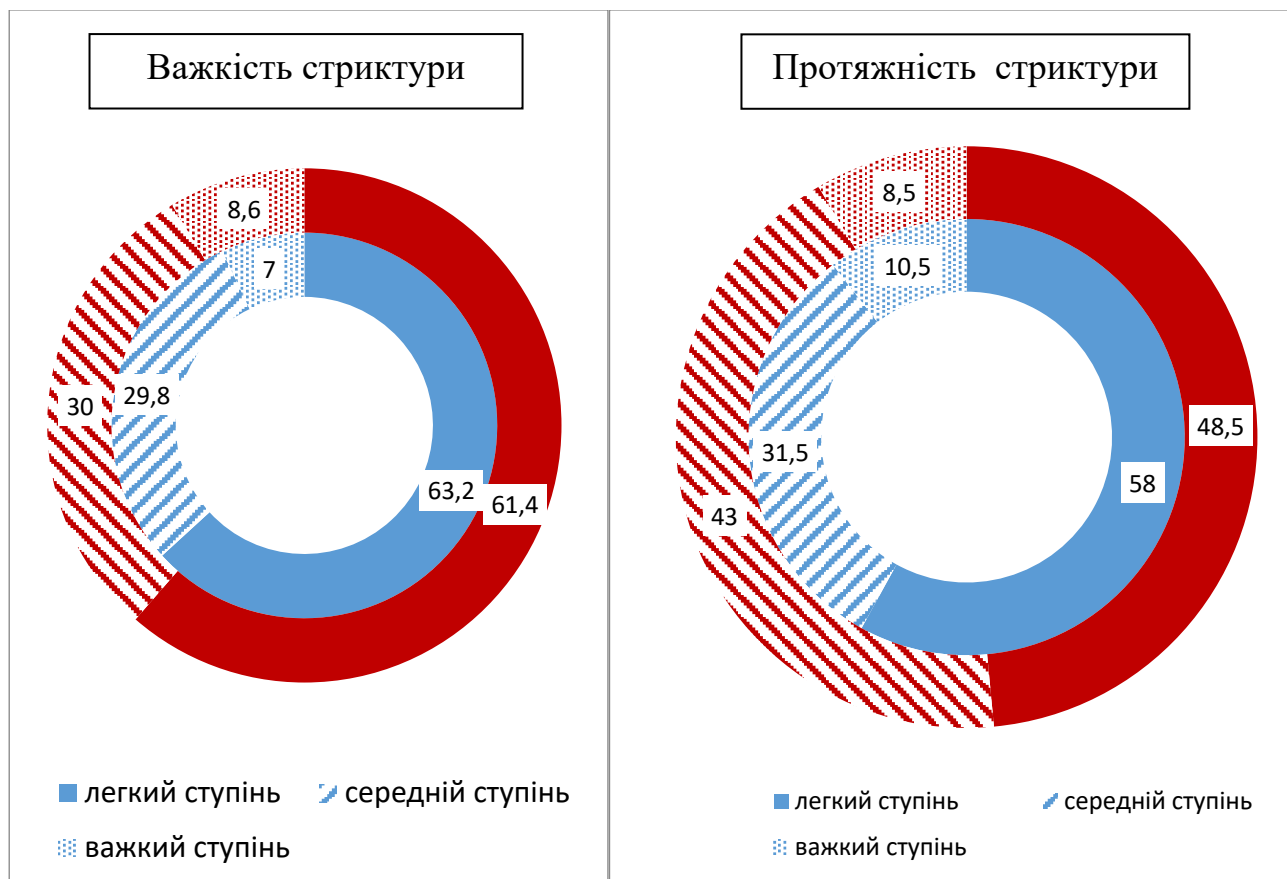 Важкість стриктури
8,6
7
30
29,8
63,2
61,4
легкий ступінь
середній ступінь
важкий ступінь
Протяжність стриктури
8,5
10,5
48,5
31,5
58
43
легкий ступінь
середній ступінь
важкий ступінь